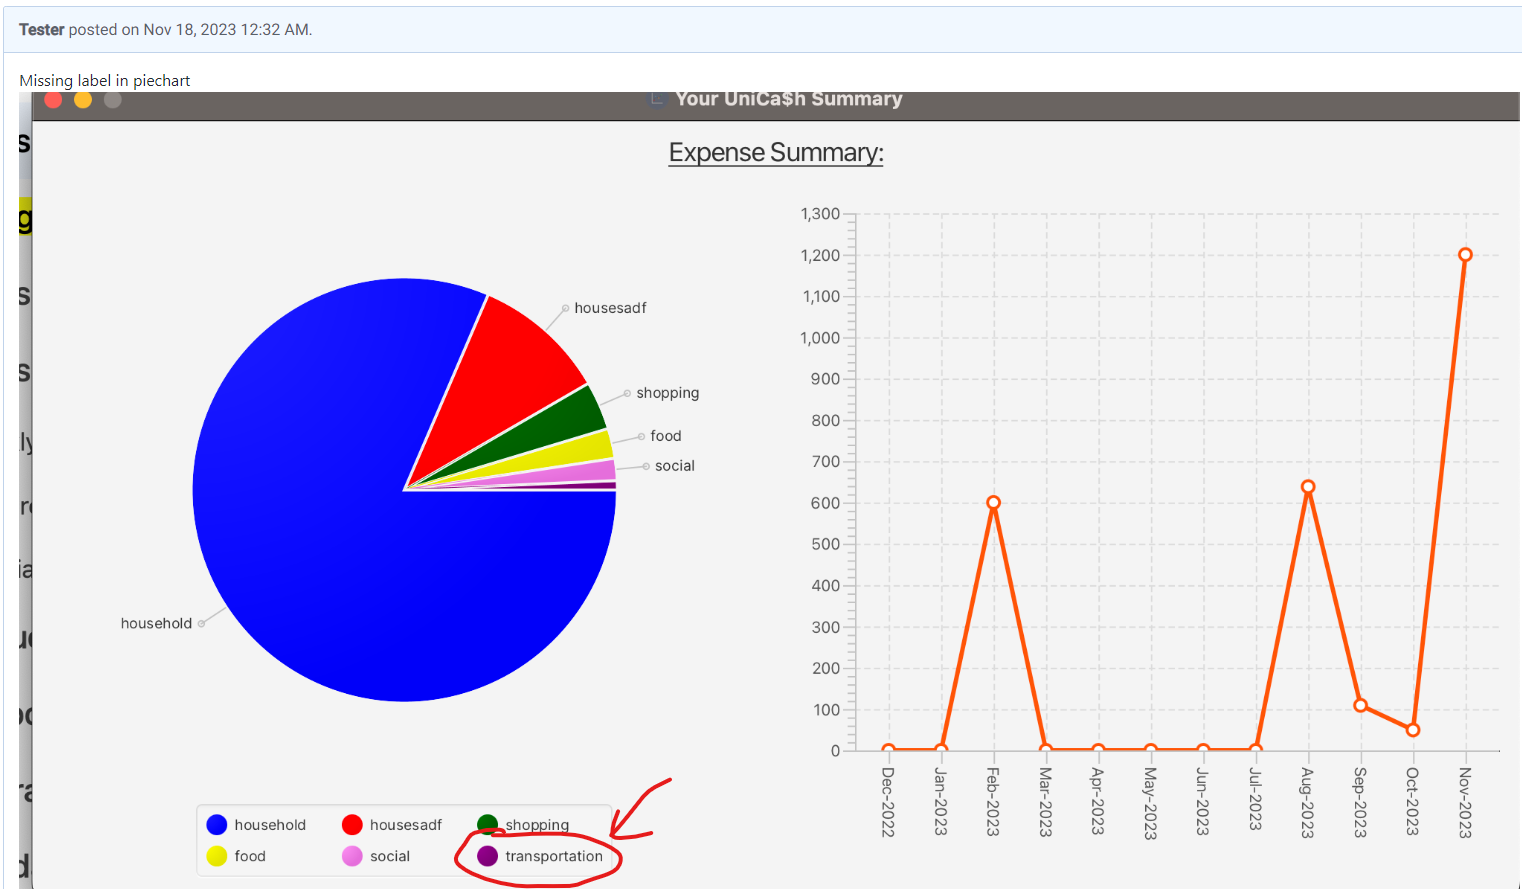 Tester posted on Nov 18, 2023 12:32 AM.
Missing label in piechart
Your UniCa$h Summary
Expense Summary:
housesadf
shopping
food
social
household
household housesadf shopping
food social transportation
1,300
1,200
1,100
1,000
900
800
700
600
500
400
300
200
100
0
Dec-2022
Jan-2023
Feb-2023
Mar-2023
Apr-2023
May-2023
Jun-2023
Jul-2023
Aug-2023
Sep-2023
Oct-2023
Nov-2023